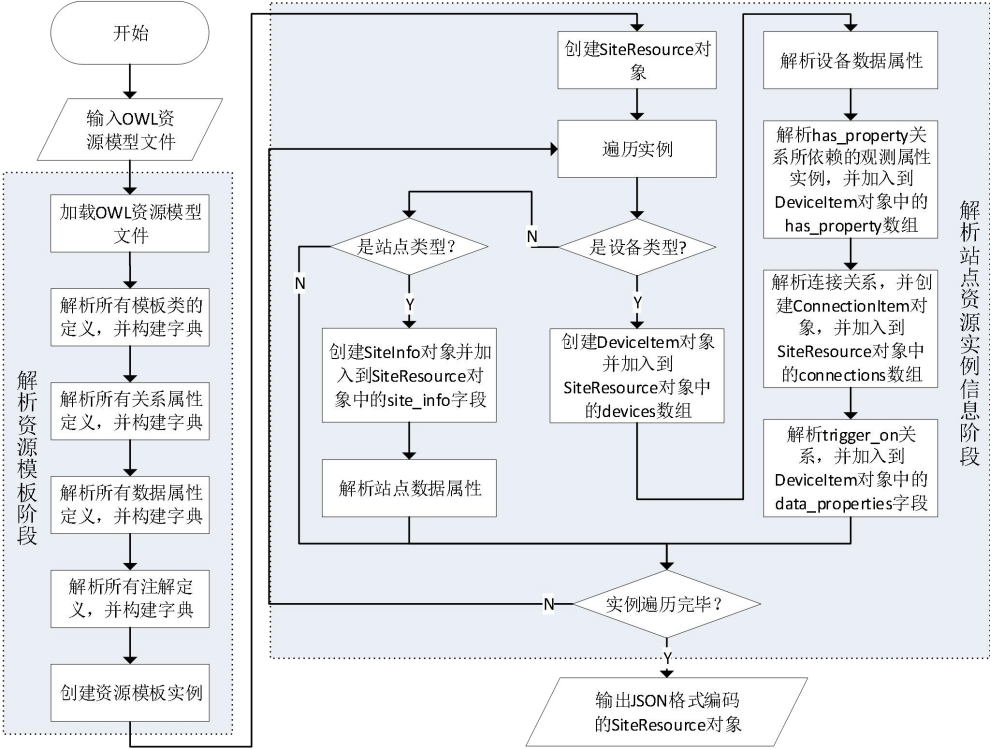 开始
输入OWL资
源模型文件
加载OWL资源模型
文件
解析所有模板类的
定义，并构建字典
解析所有关系属性
定义，并构建字典
解析所有数据属性
定义，并构建字典
解析所有注解定
义，并构建字典
创建资源模板实例
解析资源模板阶段
创建SiteResource对
象
遍历实例
是设备类型?
N
Y
是站点类型?
N
Y
创建SiteInfo对象并加
入到SiteResource对
象中的site_info字段
解析站点数据属性
创建DeviceItem对象
并加入到
SiteResource对象中
的devices数组
解析设备数据属性
解析has_property关
系所依赖的观测属性
实例，并加入到
DeviceItem对象中的
has_property数组
解析连接关系，并创
建ConnectionItem对
象，并加入到
SiteResource对象中
的connections数组
解析trigger_on关
系，并加入到
DeviceItem对象中的
data_properties字段
解析站点资源实例信息阶段
实例遍历完毕?
N
Y
输出JSON格式编码
的SiteResource对象